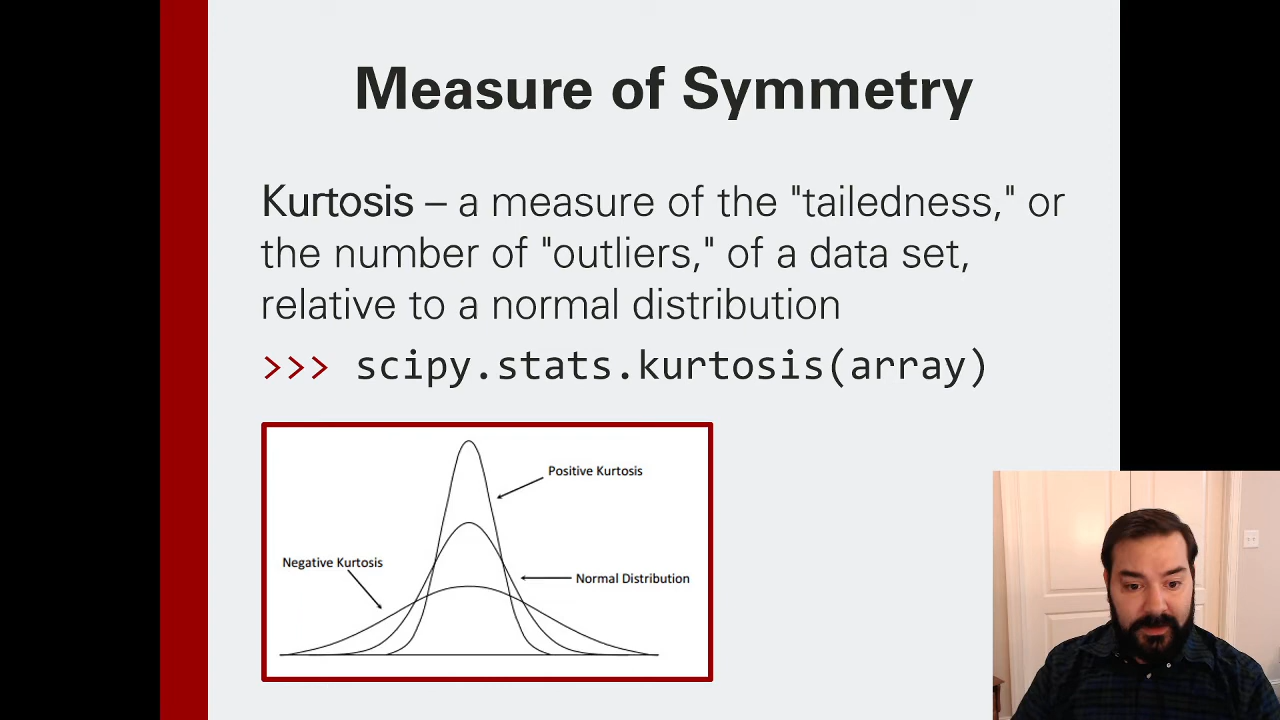 Measure of Symmetry
Kurtosis – a measure of the "tailedness," or
the number of "outliers," of a data set,
relative to a normal distribution
>>> scipy.stats.kurtosis(array)
Positive Kurtosis
Negative Kurtosis
Normal Distribution